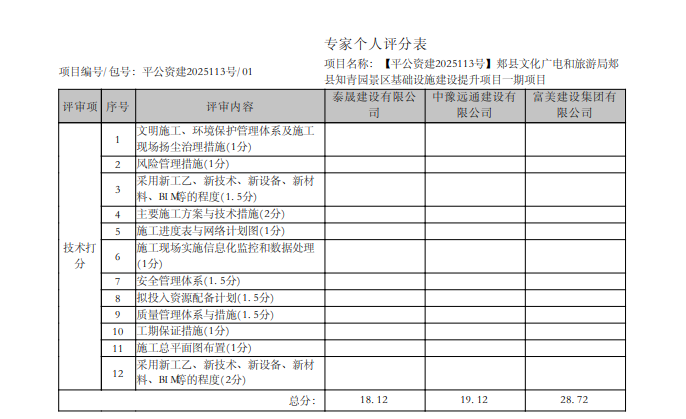 专家个人评分表
项目编号/包号：平公资建2025113号/01
项目名称：【平公资建2025113号】郏县文化广电和旅游局郏
县知青园景区基础设施建设提升项目一期项目
评审项 序号 评审内容 泰晟建设有限公司 中豫远通建设有限公司 富美建设集团有限公司
技术打分
1 文明施工、环境保护管理体系及施工
现场扬尘治理措施(1分)
2 风险管理措施(1分)
3 采用新工艺、新技术、新设备、新材
料、BIM等的程度(1.5分)
4 主要施工方案与技术措施(2分)
5 施工进度表与网络计划图(1分)
6 施工现场实施信息化监控和数据处理
(1分)
7 安全管理体系(1.5分)
8 拟投入资源配备计划(1.5分)
9 质量管理体系与措施(1.5分)
10 工期保证措施(1分)
11 施工总平面图布置(1分)
12 采用新工艺、新技术、新设备、新材
料、BIM等的程度(2分)
总分： 18.12 19.12 28.72